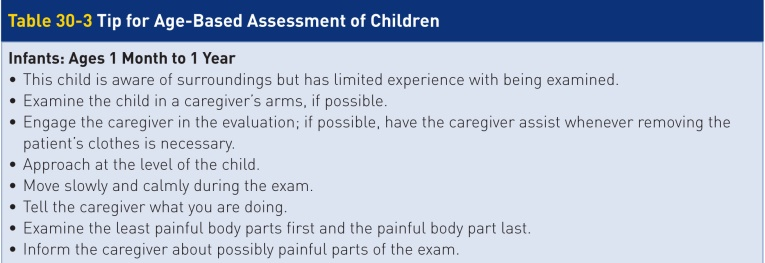 Table 30-3 Tip for Age-Based Assessment of Children
Infants: Ages 1 Month to 1 Year
• This child is aware of surroundings but has limited experience with being examined.
• Examine the child in a caregiver's arms, if possible.
• Engage the caregiver in the evaluation; if possible, have the caregiver assist whenever removing the
patient's clothes is necessary.
• Approach at the level of the child.
• Move slowly and calmly during the exam.
• Tell the caregiver what you are doing.
• Examine the least painful body parts first and the painful body part last.
• Inform the caregiver about possibly painful parts of the exam.